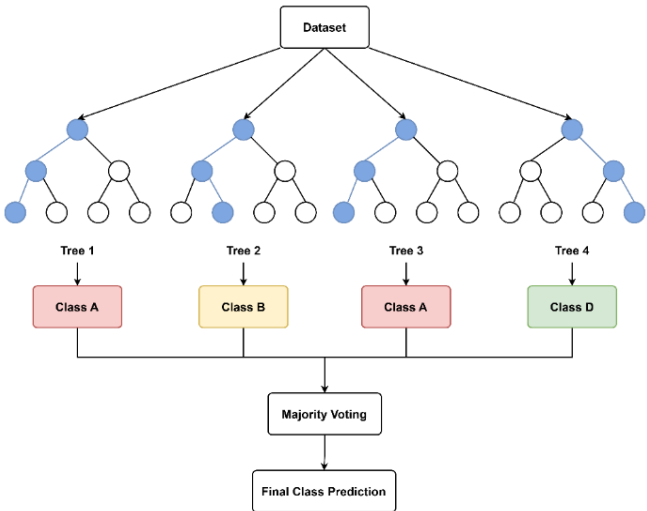 Dataset
Tree 1
Tree 2
Tree 3
Tree 4
Class A
Class B
Class A
Class D
Majority Voting
Final Class Prediction